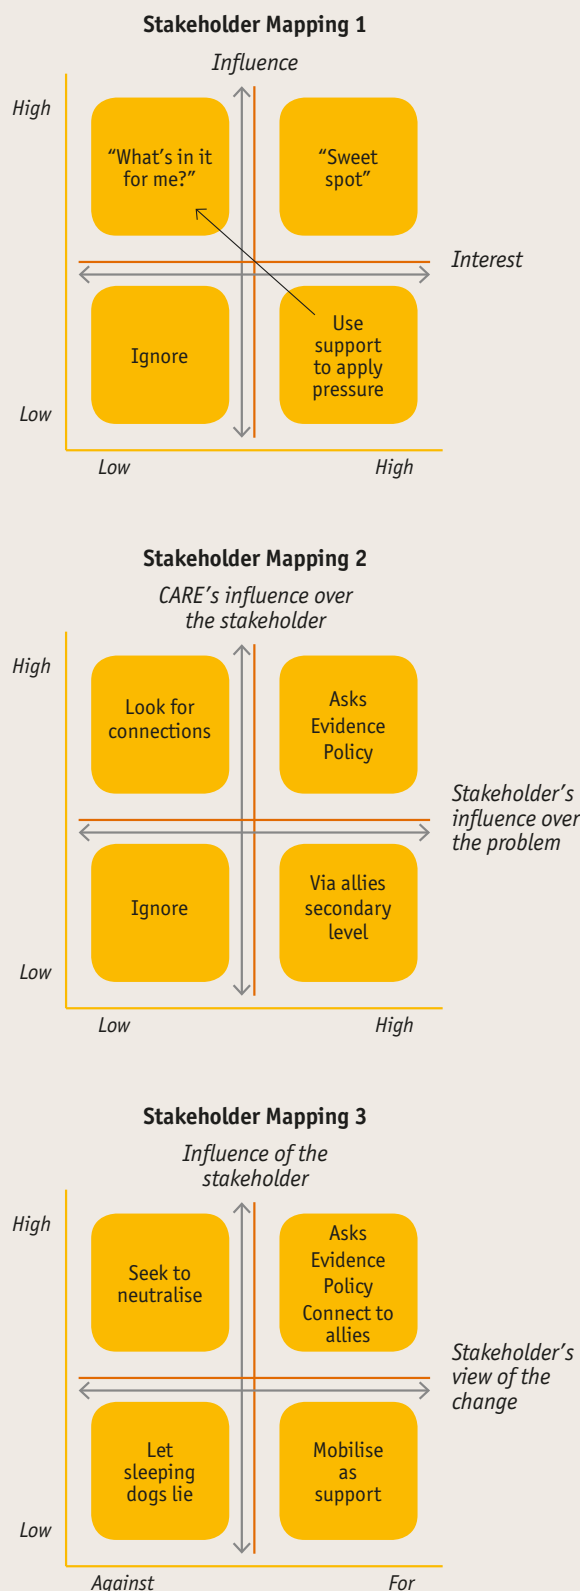 Stakeholder Mapping 1
Influence
High
“What’s in it
for me?”
“Sweet
spot”
Interest
Ignore
Use
support
to apply
pressure
Low
Low
High
Stakeholder Mapping 2
CARE’s influence over
the stakeholder
High
Look for
connections
Asks
Evidence
Policy
Stakeholder’s
influence over
the problem
Ignore
Via allies
secondary
level
Low
Low
High
Stakeholder Mapping 3
Influence of the
stakeholder
High
Seek to
neutralise
Asks
Evidence
Policy
Connect to
allies
Stakeholder’s
view of the
change
Let
sleeping
dogs lie
Mobilise
as
support
Low
Against
For